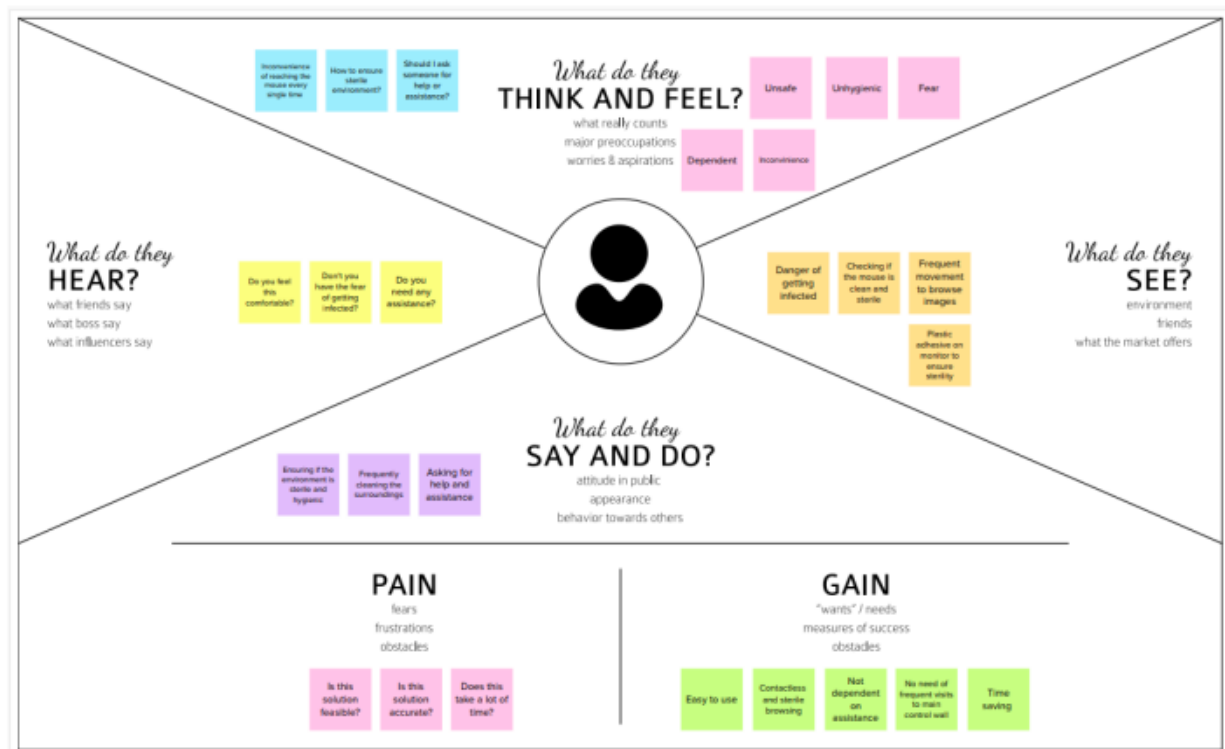 Inconvenience
of reaching the
mouse every
single time
How to ensure
sterile
environment?
Should I ask
someone for
help or
assistance?
What do they
THINK AND FEEL?
what really counts
major preoccupations
worries & aspirations
Unsafe
Unhygienic
Fear
Dependent
Inconvinience
What do they
HEAR?
what friends say
what boss say
what influencers say
Do you feel
this
comfortable?
Don't you
have the fear
of getting
infected?
Do you
need any
assistance?
Danger of
getting
infected
Checking if
the mouse is
clean and
sterile
Frequent
movement
to browse
images
Plastic
adhesive on
monitor to
ensure
sterility
What do they
SEE?
environment
friends
what the market offers
What do they
SAY AND DO?
attitude in public
appearance
behavior towards others
Ensuring if the
environment is
sterile and
hygienic
Frequently
cleaning the
surroundings
Asking for
help and
assistance
PAIN
fears
frustrations
obstacles
Is this
solution
feasible?
Is this
solution
accurate?
Does this
take a lot of
time?
GAIN
"wants" / needs
measures of success
obstacles
Easy to use
Contactless
and sterile
browsing
Not
dependent
on
assistance
No need of
frequent visits
to main
control wall
Time
saving